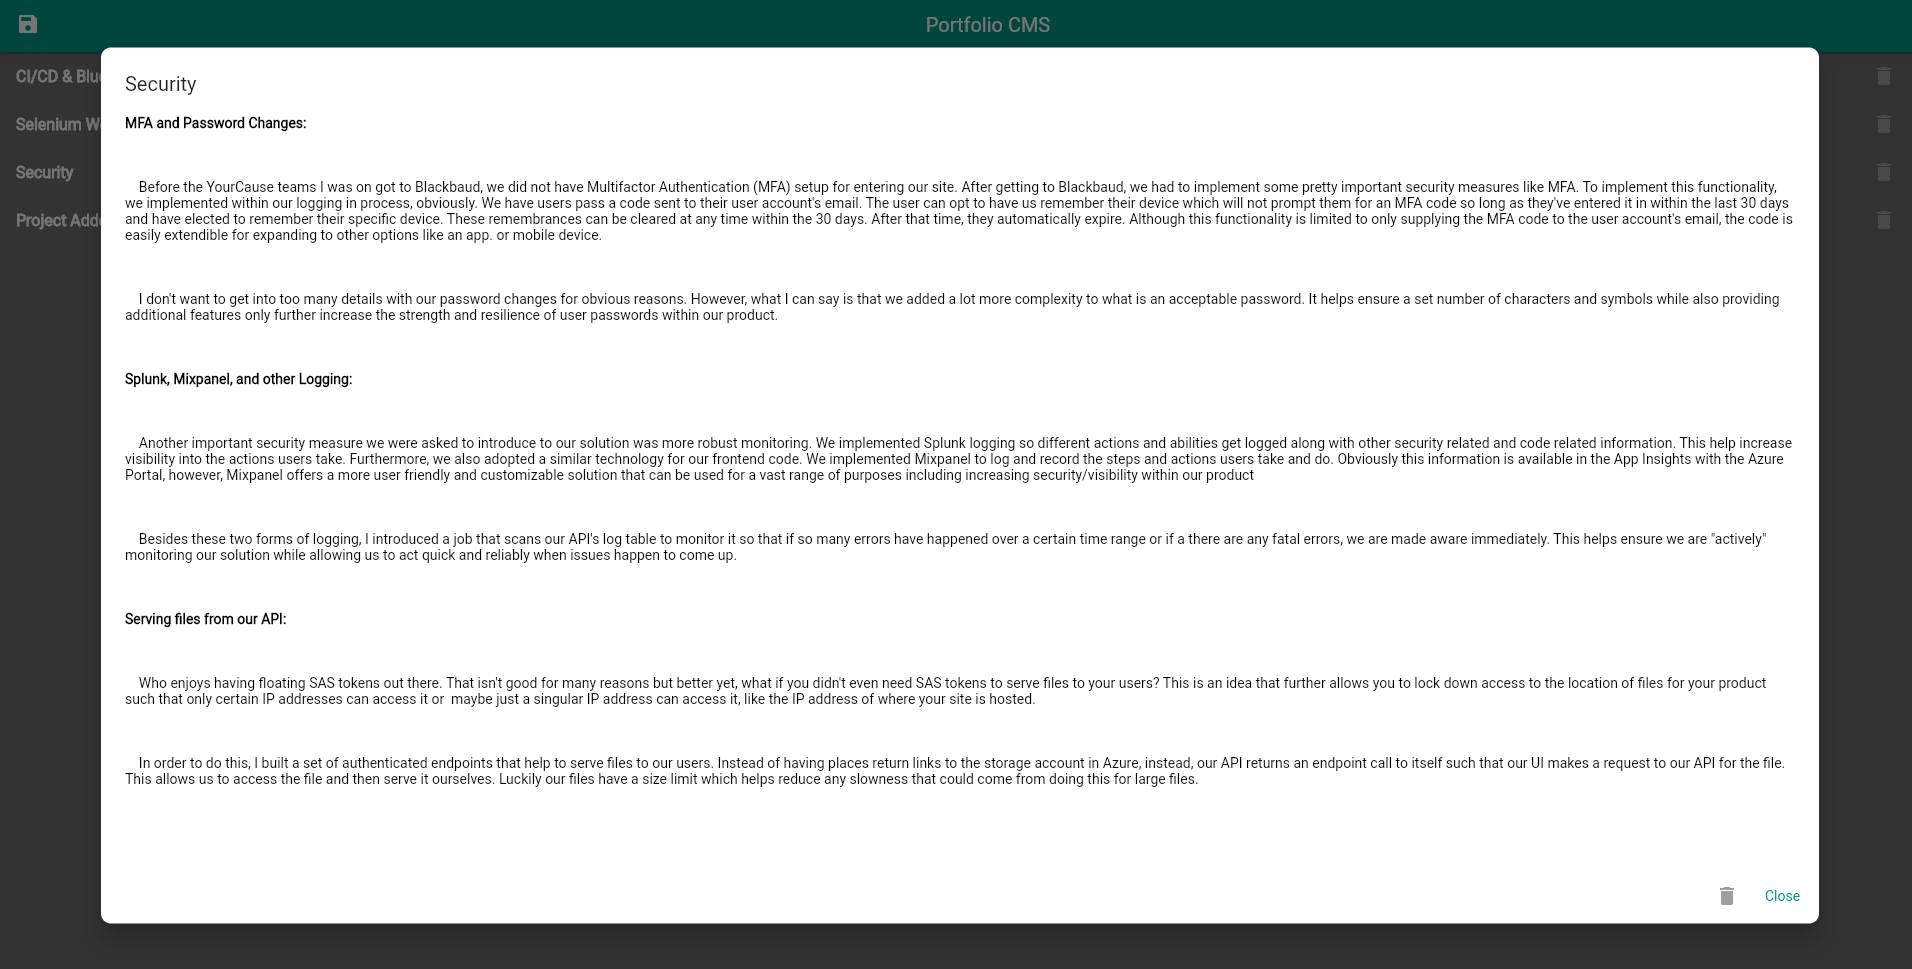 Portfolio CMS
CI/CD & Blu
Selenium W
Security
Project Adde
Security
MFA and Password Changes:
Before the YourCause teams I was on got to Blackbaud, we did not have Multifactor Authentication (MFA) setup for entering our site. After getting to Blackbaud, we had to implement some pretty important security measures like MFA. To implement this functionality,
we implemented within our logging in process, obviously. We have users pass a code sent to their user account's email. The user can opt to have us remember their device which will not prompt them for an MFA code so long as they've entered it in within the last 30 days
and have elected to remember their specific device. These remembrances can be cleared at any time within the 30 days. After that time, they automatically expire. Although this functionality is limited to only supplying the MFA code to the user account's email, the code is
easily extendible for expanding to other options like an app. or mobile device.
I don't want to get into too many details with our password changes for obvious reasons. However, what I can say is that we added a lot more complexity to what is an acceptable password. It helps ensure a set number of characters and symbols while also providing
additional features only further increase the strength and resilience of user passwords within our product.
Splunk, Mixpanel, and other Logging:
Another important security measure we were asked to introduce to our solution was more robust monitoring. We implemented Splunk logging so different actions and abilities get logged along with other security related and code related information. This help increase
visibility into the actions users take. Furthermore, we also adopted a similar technology for our frontend code. We implemented Mixpanel to log and record the steps and actions users take and do. Obviously this information is available in the App Insights with the Azure
Portal, however, Mixpanel offers a more user friendly and customizable solution that can be used for a vast range of purposes including increasing security/visibility within our product
Besides these two forms of logging, I introduced a job that scans our API's log table to monitor it so that if so many errors have happened over a certain time range or if a there are any fatal errors, we are made aware immediately. This helps ensure we are "actively"
monitoring our solution while allowing us to act quick and reliably when issues happen to come up.
Serving files from our API:
Who enjoys having floating SAS tokens out there. That isn't good for many reasons but better yet, what if you didn't even need SAS tokens to serve files to your users? This is an idea that further allows you to lock down access to the location of files for your product
such that only certain IP addresses can access it or  maybe just a singular IP address can access it, like the IP address of where your site is hosted.
In order to do this, I built a set of authenticated endpoints that help to serve files to our users. Instead of having places return links to the storage account in Azure, instead, our API returns an endpoint call to itself such that our UI makes a request to our API for the file.
This allows us to access the file and then serve it ourselves. Luckily our files have a size limit which helps reduce any slowness that could come from doing this for large files.
Close